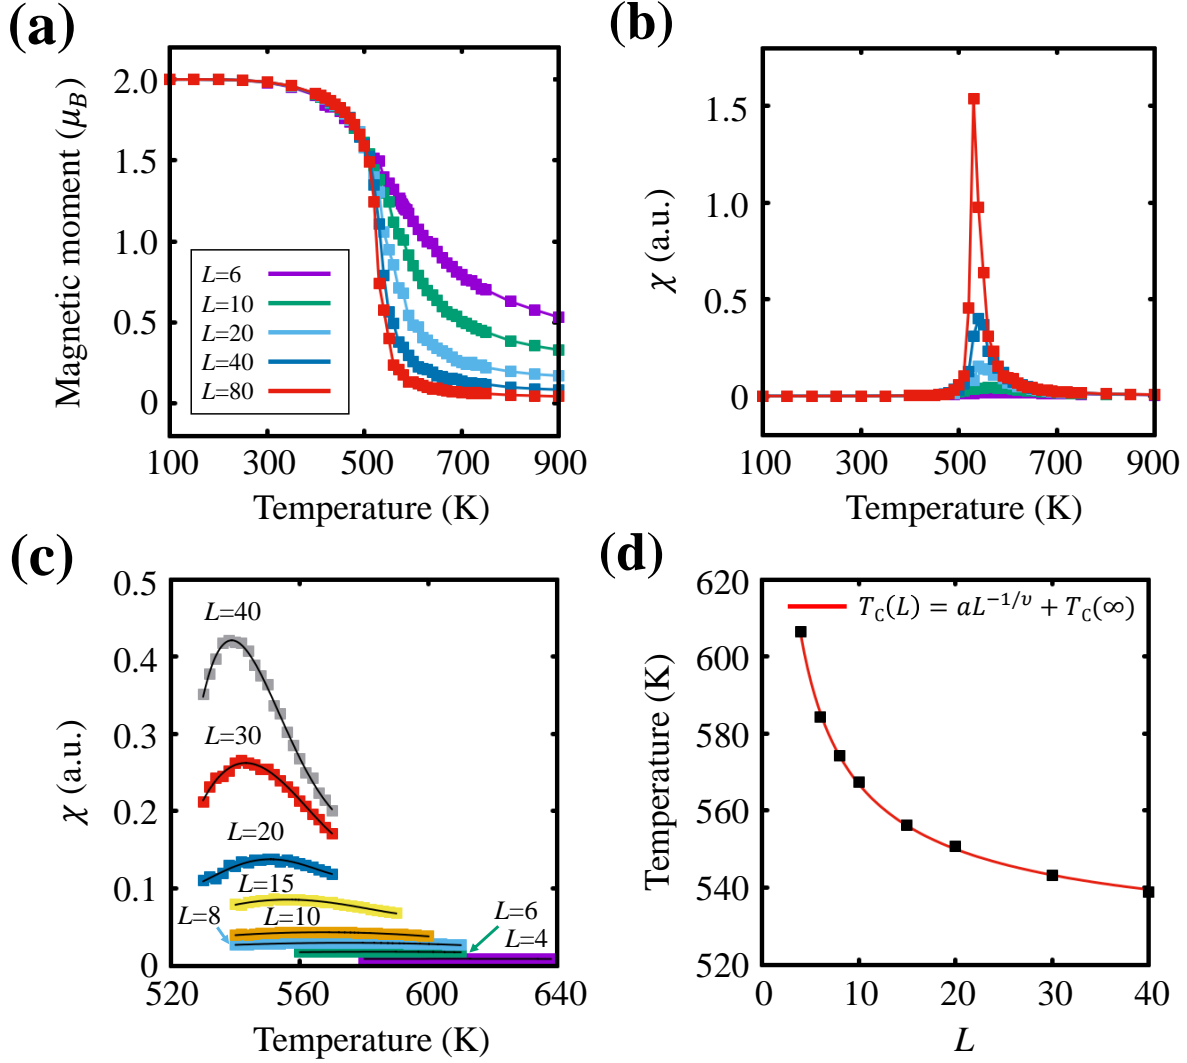 (a)
Magnetic moment (μ_B)
2.0
1.5
1.0
0.5
0
L=6
L=10
L=20
L=40
L=80
100 300 500 700 900
Temperature (K)
(b)
χ (a.u.)
1.5
1.0
0.5
0
100 300 500 700 900
Temperature (K)
(c)
χ (a.u.)
0.5
0.4
0.3
0.2
0.1
0
L=40
L=30
L=20
L=15
L=8
L=10
L=6
L=4
520 560 600 640
Temperature (K)
(d)
Temperature (K)
620
600
580
560
540
520
T_C(L) = aL^{−1/υ} + T_C(∞)
0 10 20 30 40
L